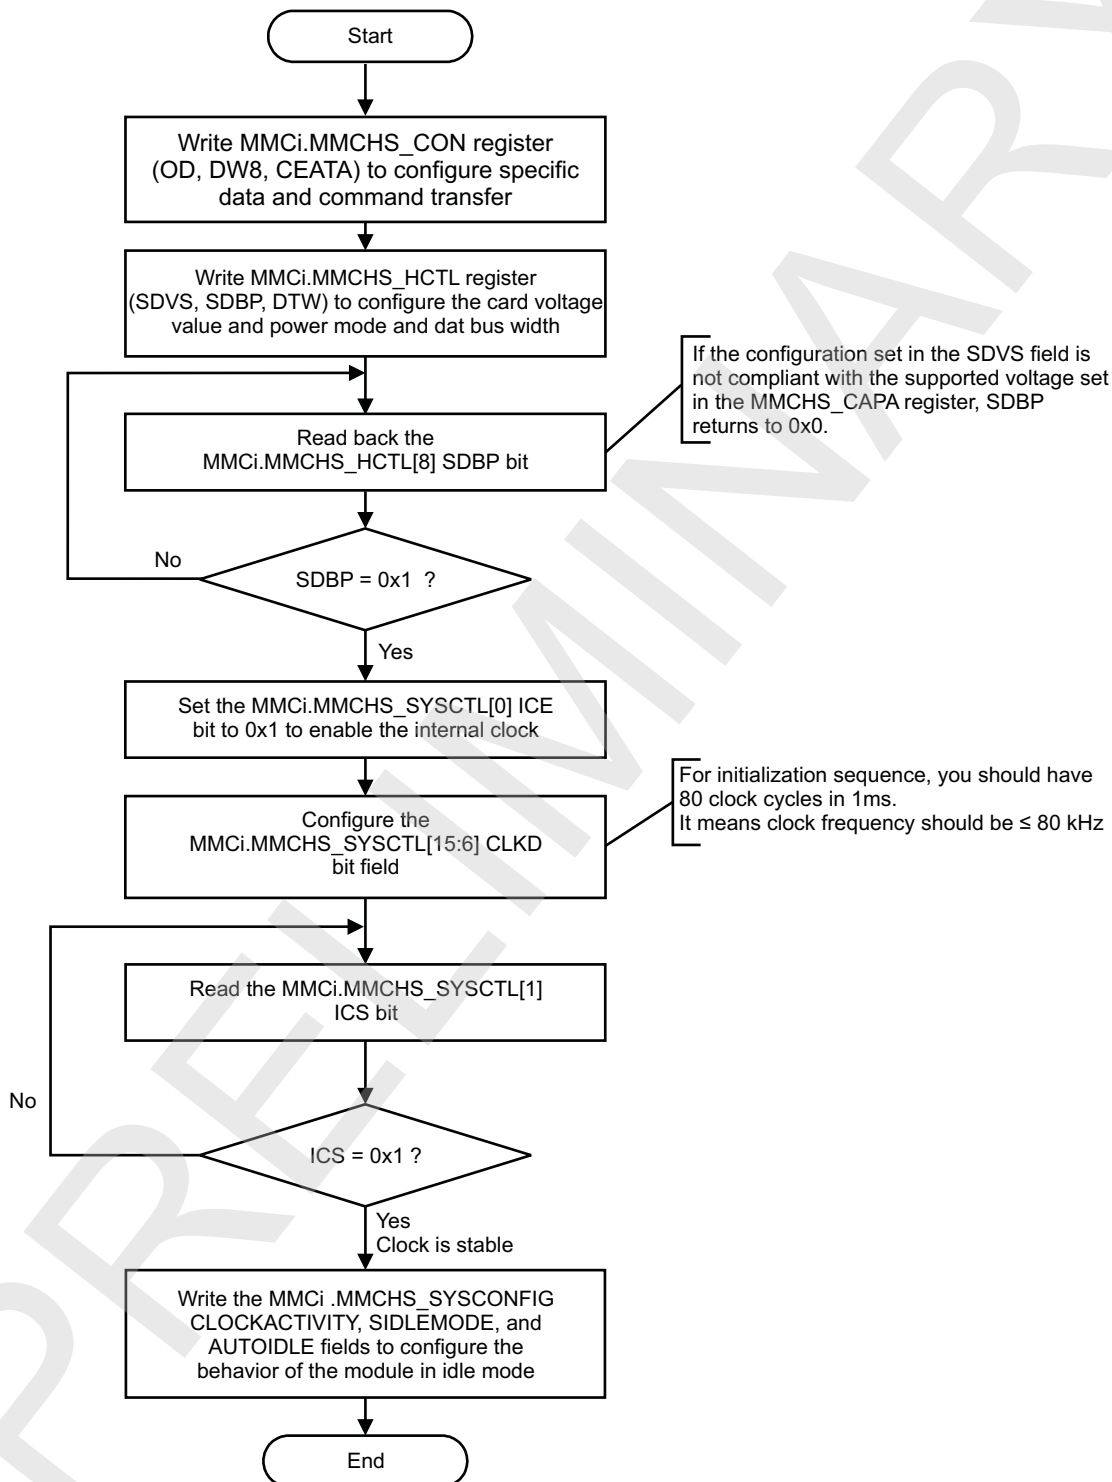 Start
Write MMCi.MMCHS_CON register
(OD, DW8, CEATA) to configure specific
data and command transfer
Write MMCi.MMCHS_HCTL register
(SDVS, SDBP, DTW) to configure the card voltage
value and power mode and dat bus width
If the configuration set in the SDVS field is
not compliant with the supported voltage set
in the MMCHS_CAPA register, SDBP
returns to 0x0.
Read back the
MMCi.MMCHS_HCTL[8] SDBP bit
No
SDBP = 0x1 ?
Yes
Set the MMCi.MMCHS_SYSCTL[0] ICE
bit to 0x1 to enable the internal clock
For initialization sequence, you should have
80 clock cycles in 1ms.
It means clock frequency should be ≤ 80 kHz
Configure the
MMCi.MMCHS_SYSCTL[15:6] CLKD
bit field
Read the MMCi.MMCHS_SYSCTL[1]
ICS bit
No
ICS = 0x1 ?
Yes
Clock is stable
Write the MMCi .MMCHS_SYSCONFIG
CLOCKACTIVITY, SIDLEMODE, and
AUTOIDLE fields to configure the
behavior of the module in idle mode
End
PRELIMINARY